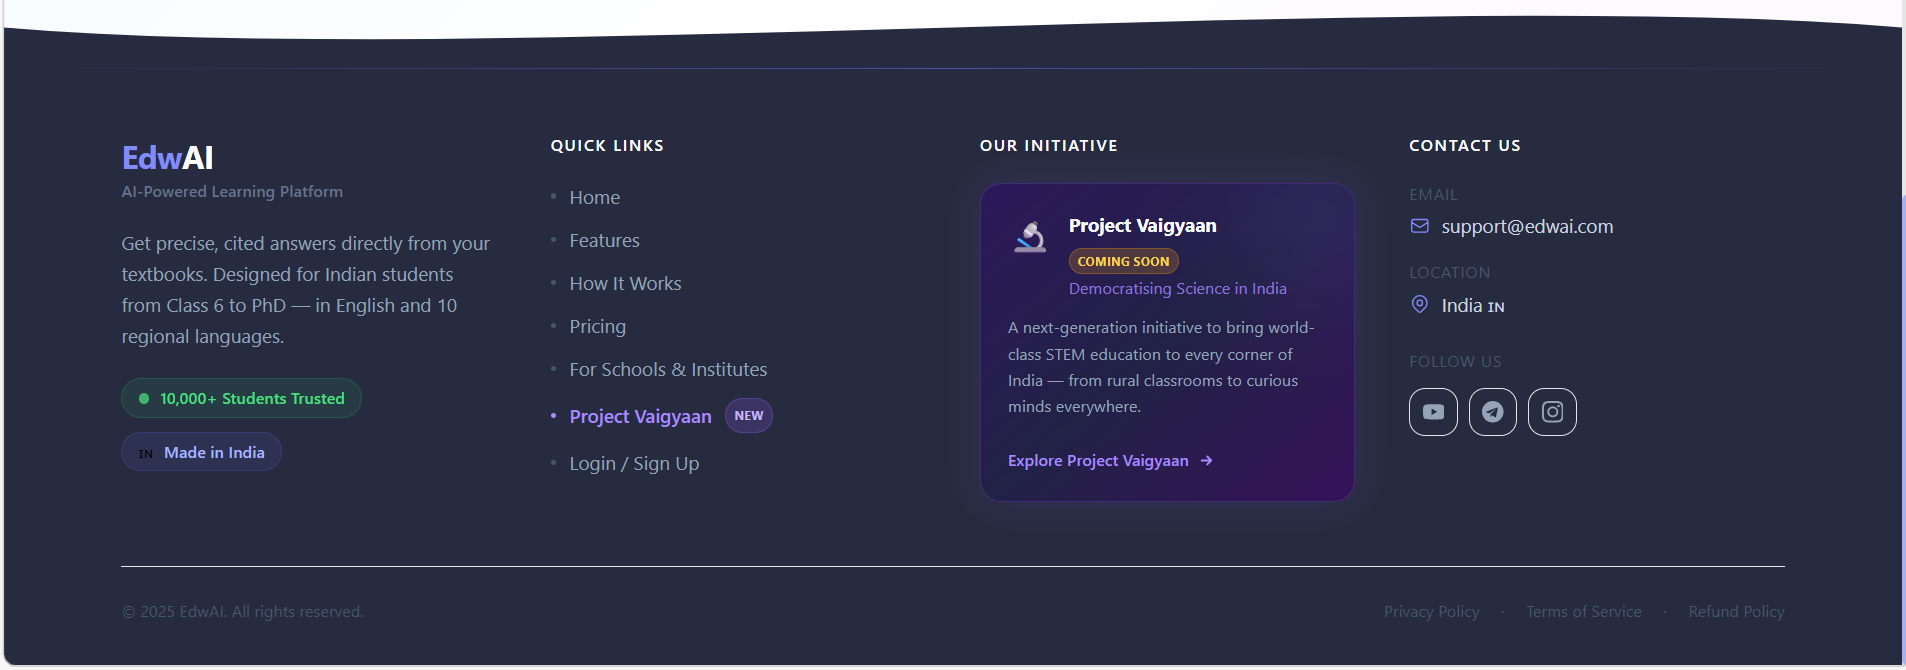 EdwAI
AI-Powered Learning Platform
Get precise, cited answers directly from your
textbooks. Designed for Indian students
from Class 6 to PhD — in English and 10
regional languages.
10,000+ Students Trusted
IN Made in India
QUICK LINKS
Home
Features
How It Works
Pricing
For Schools & Institutes
Project Vaigyaan NEW
Login / Sign Up
OUR INITIATIVE
Project Vaigyaan
COMING SOON
Democratising Science in India
A next-generation initiative to bring world-
class STEM education to every corner of
India — from rural classrooms to curious
minds everywhere.
Explore Project Vaigyaan →
CONTACT US
EMAIL
support@edwai.com
LOCATION
India IN
FOLLOW US
© 2025 EdwAI. All rights reserved.
Privacy Policy · Terms of Service · Refund Policy